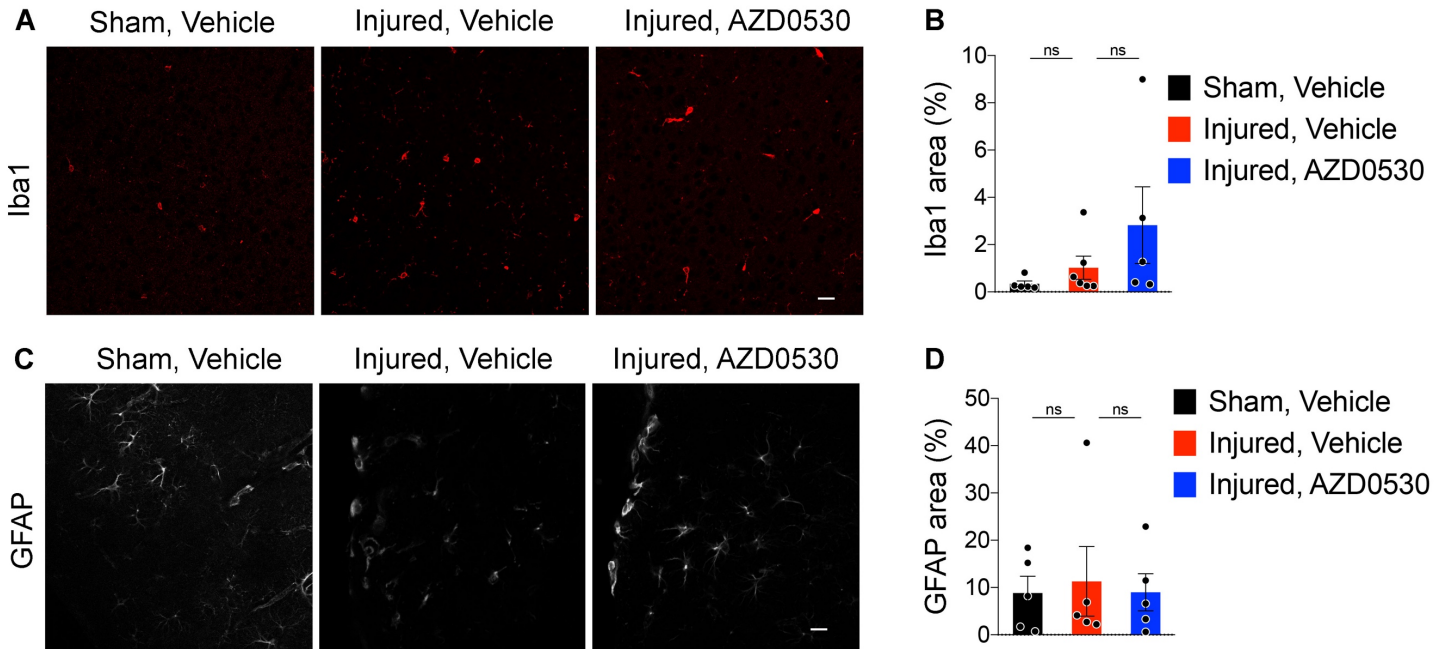 A
Sham, Vehicle
Injured, Vehicle
Injured, AZD0530
Iba1
B
Iba1 area (%)
10
8
6
4
2
0
ns
ns
Sham, Vehicle
Injured, Vehicle
Injured, AZD0530
C
Sham, Vehicle
Injured, Vehicle
Injured, AZD0530
GFAP
D
GFAP area (%)
50
40
30
20
10
0
ns
ns
Sham, Vehicle
Injured, Vehicle
Injured, AZD0530